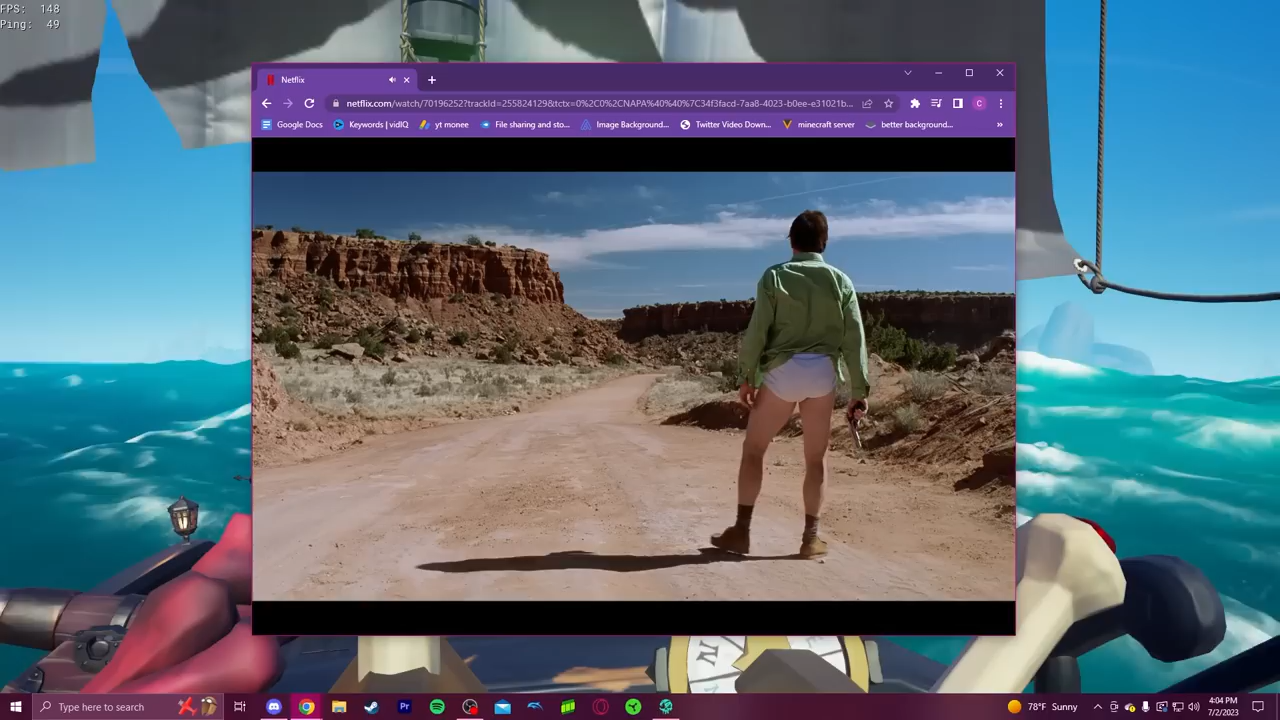 FPS: 148
Ping: 49
Netflix
netflix.com/watch/70196252?trackId=255824129&tctx=0%2C0%2CNAPA%40%40%7C34f3facd-7aa8-4023-b0ee-e31021b...
C
Google Docs Keywords | vidIQ yt monee File sharing and sto... Image Background... Twitter Video Down... minecraft server better background... »
Type here to search
Pr
78°F Sunny
4:04 PM
7/2/2023